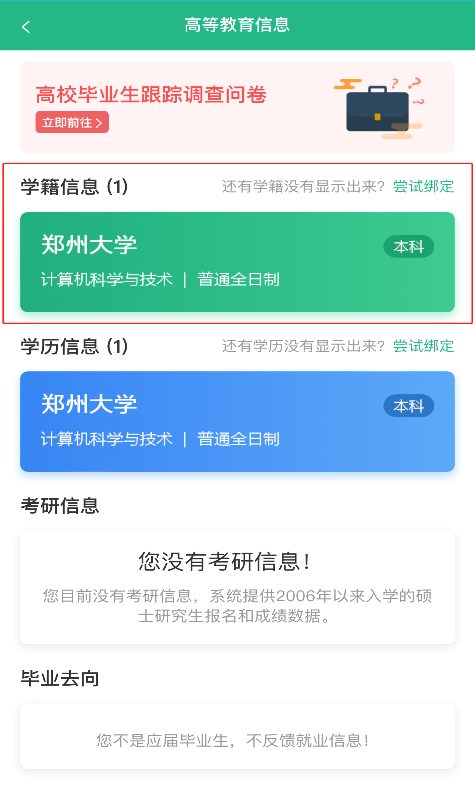 高等教育信息
高校毕业生跟踪调查问卷
立即前往 >
学籍信息 (1) 还有学籍没有显示出来？尝试绑定
郑州大学 本科
计算机科学与技术 | 普通全日制
学历信息 (1) 还有学历没有显示出来？尝试绑定
郑州大学 本科
计算机科学与技术 | 普通全日制
考研信息
您没有考研信息！
您目前没有考研信息，系统提供2006年以来入学的硕
士研究生报名和成绩数据。
毕业去向
您不是应届毕业生，不反馈就业信息！